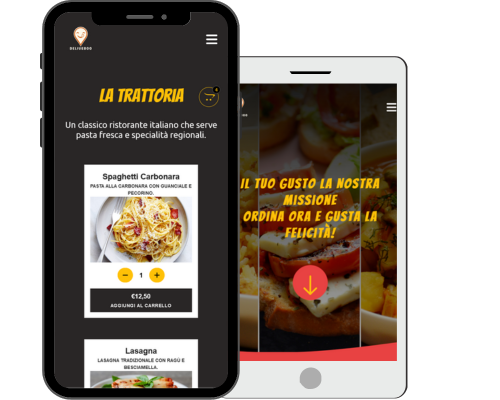 DELIVEBOO
LA TRATTORIA
Un classico ristorante italiano che serve
pasta fresca e specialità regionali.
Spaghetti Carbonara
PASTA ALLA CARBONARA CON GUANCIALE E
PECORINO.
1
€12,50
AGGIUNGI AL CARRELLO
Lasagna
LASAGNA TRADIZIONALE CON RAGÙ E
BESCIAMELLA.
IL TUO GUSTO LA NOSTRA
MISSIONE
ORDINA ORA E GUSTA LA
FELICITÀ!